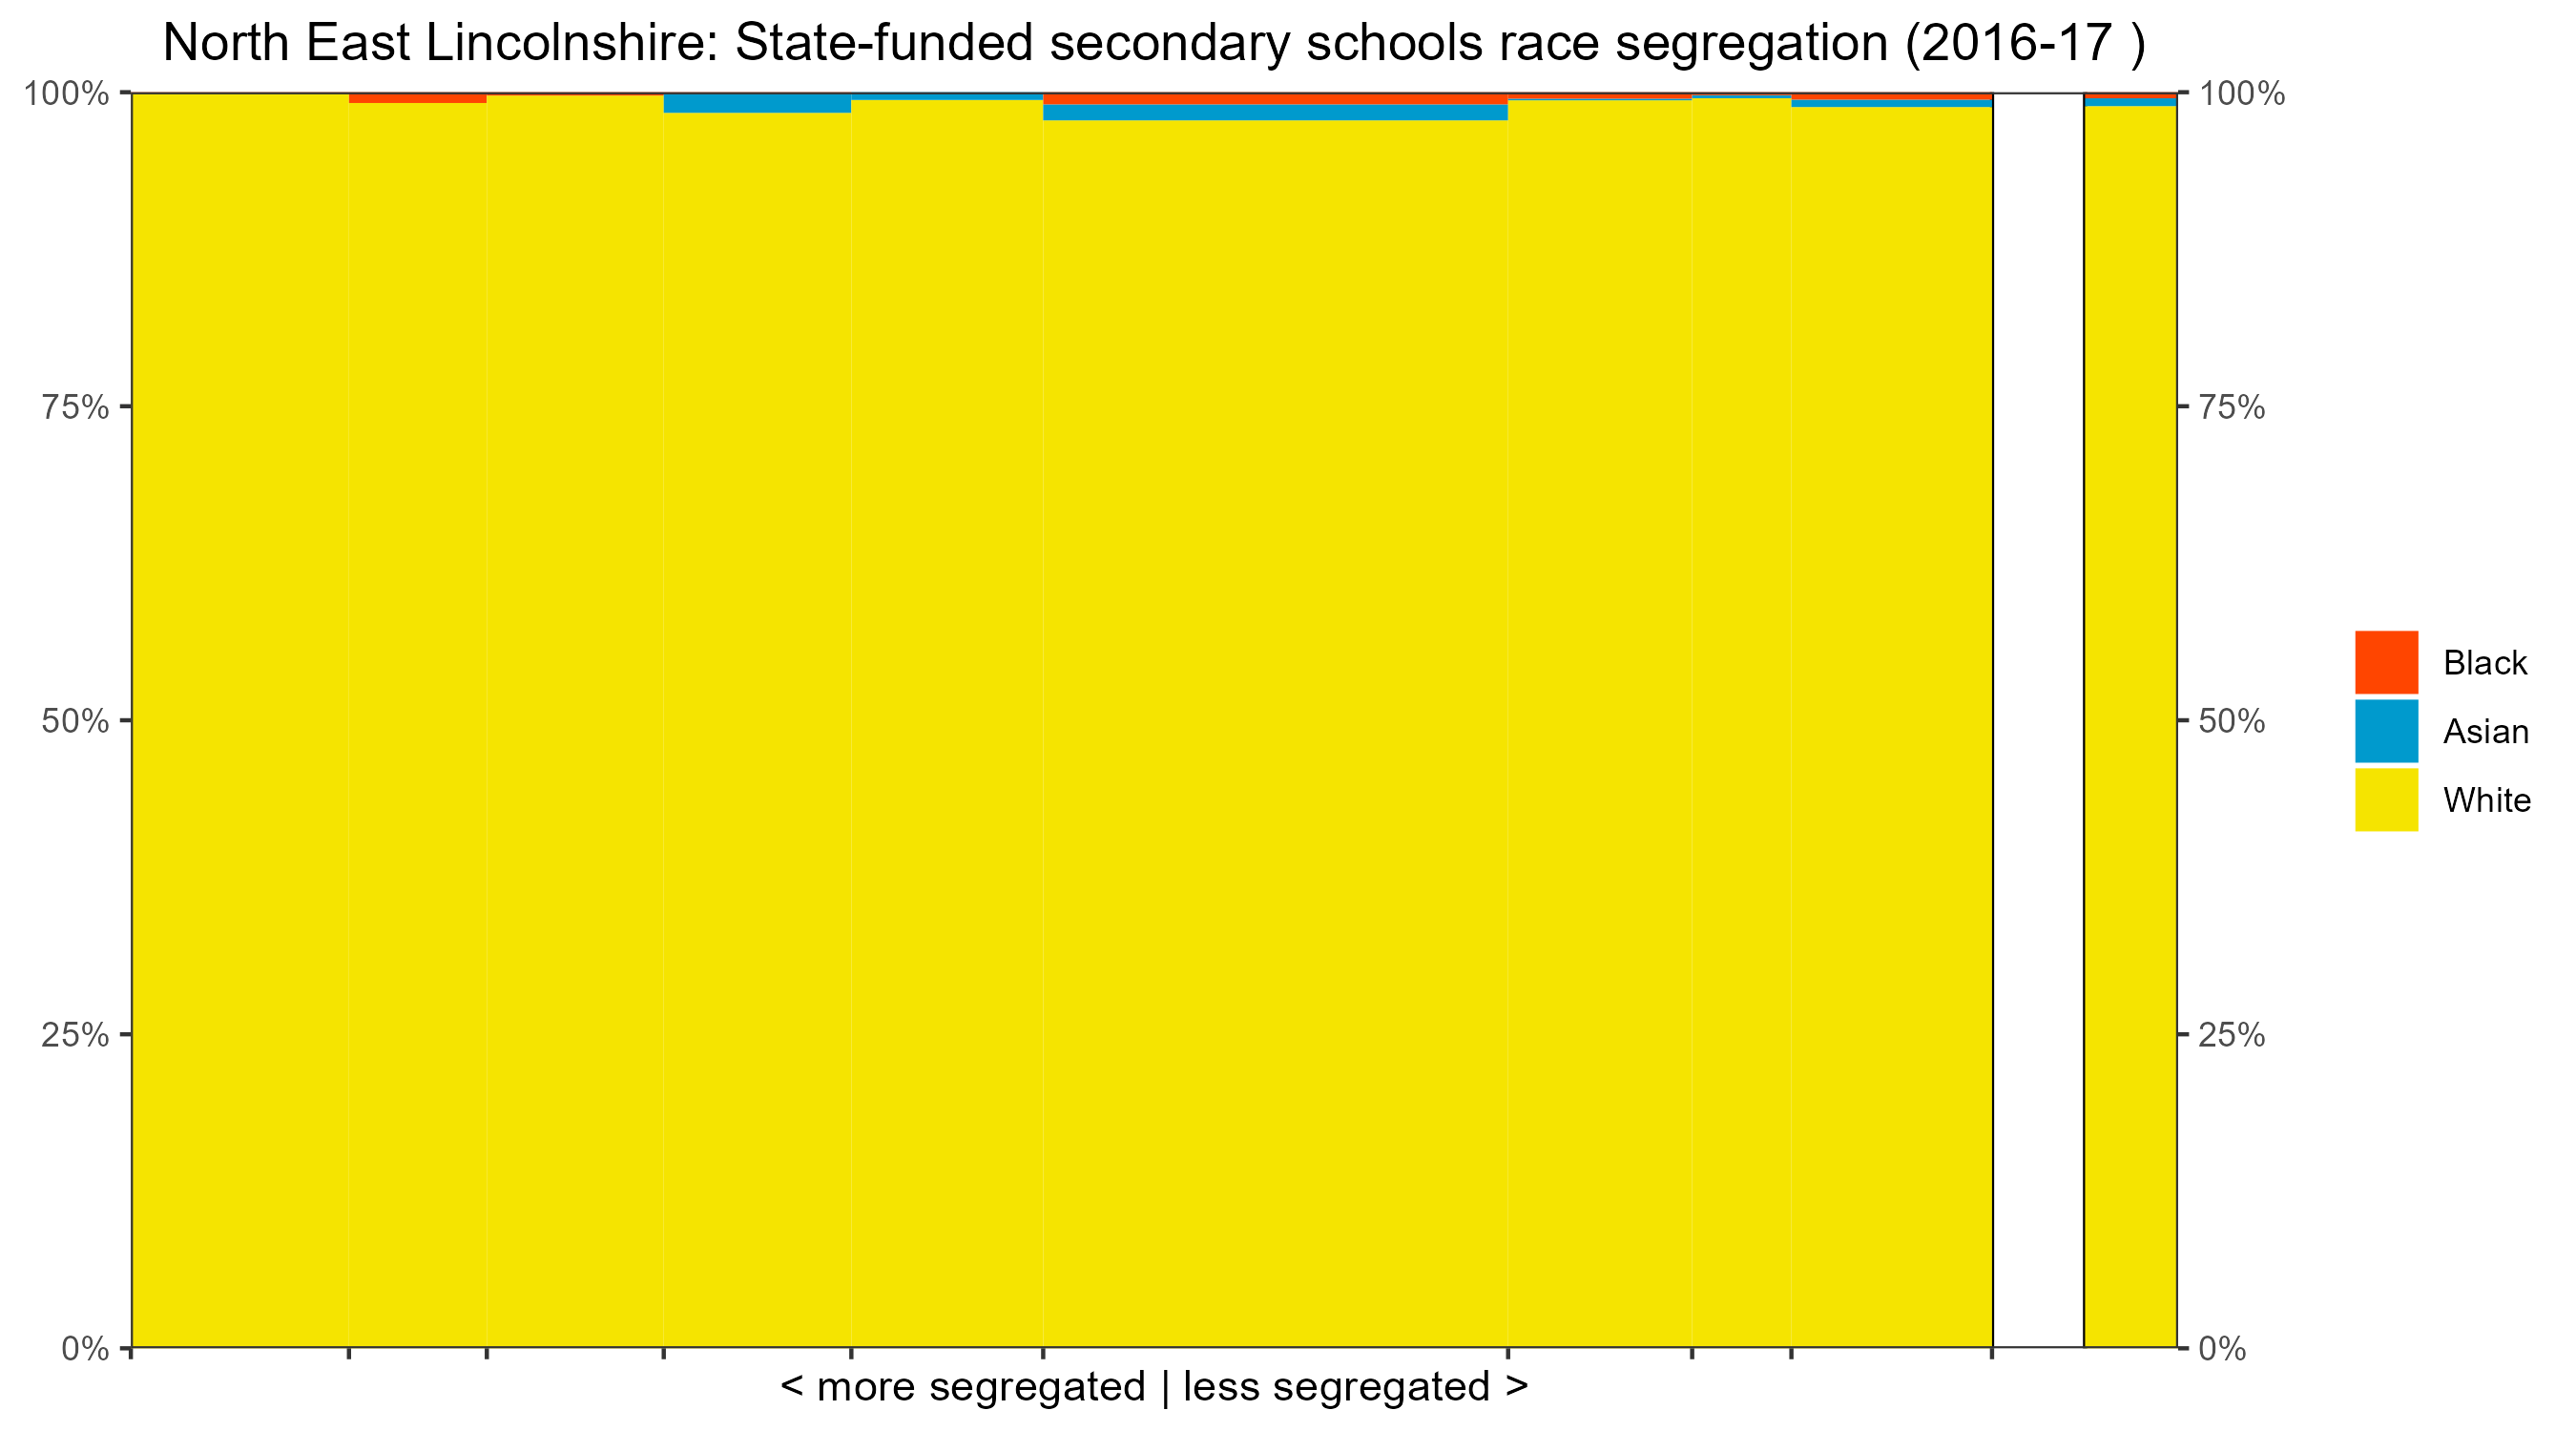 North East Lincolnshire: State-funded secondary schools race segregation (2016-17 )
100%
75%
50%
25%
0%
100%
75%
50%
25%
0%
Black
Asian
White
< more segregated | less segregated >